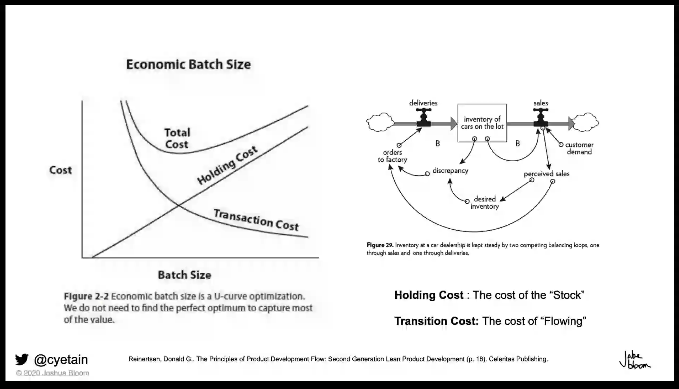 Economic Batch Size
Cost
Total
Cost
Holding Cost
Transaction Cost
Batch Size
Figure 2-2 Economic batch size is a U-curve optimization.
We do not need to find the perfect optimum to capture most
of the value.
deliveries
sales
inventory of
cars on the lot
B
B
customer
demand
orders
to factory
discrepancy
perceived sales
desired
inventory
Figure 29. Inventory at a car dealership is kept steady by two competing balancing loops, one
through sales and one through deliveries.
Holding Cost : The cost of the “Stock”
Transition Cost: The cost of “Flowing”
@cyetain
© 2020 Joshua Bloom
Reinertsen, Donald G.. The Principles of Product Development Flow: Second Generation Lean Product Development (p. 18). Celeritas Publishing.
Jabe
bloom